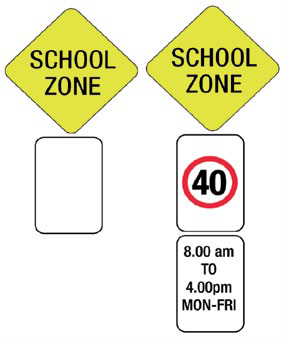 SCHOOL
ZONE
SCHOOL
ZONE
40
8.00 am
TO
4.00pm
MON-FRI